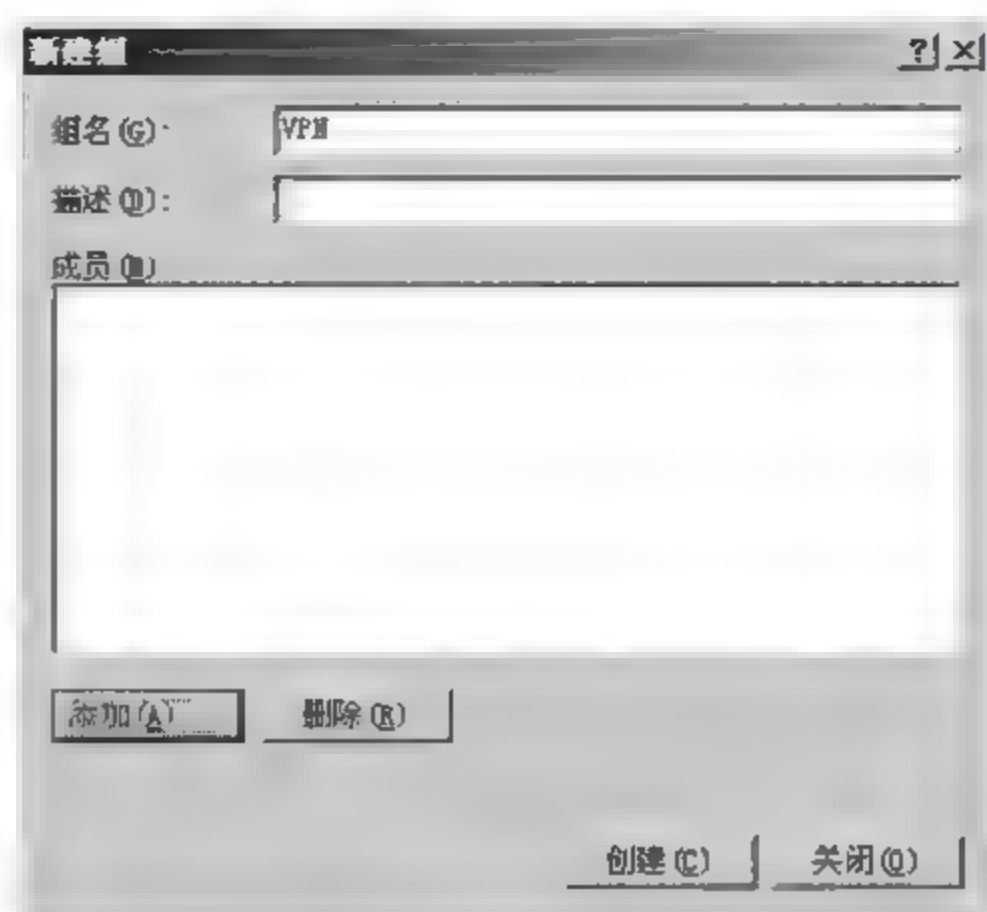 新建组
组名(G):
VPN
描述(D):
成员(M)
添加(A)...
删除(R)
创建(C)
关闭(O)